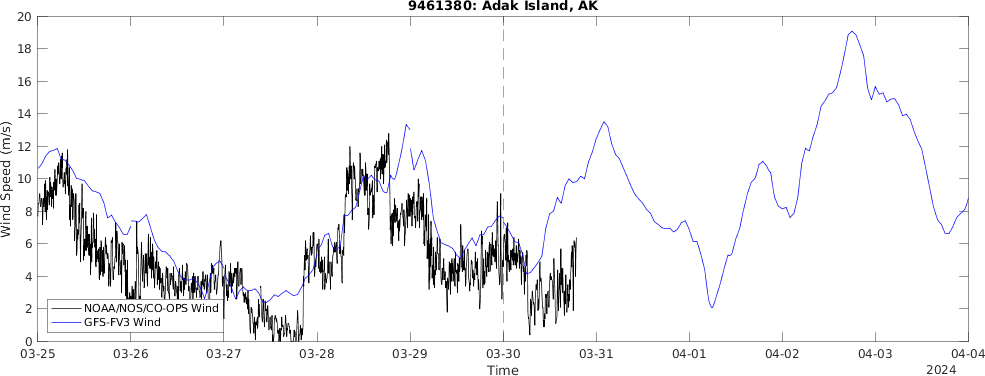 9461380: Adak Island, AK
20
18
16
14
12
10
8
6
4
2
0
Wind Speed (m/s)
NOAA/NOS/CO-OPS Wind
GFS-FV3 Wind
03-25 03-26 03-27 03-28 03-29 03-30 03-31 04-01 04-02 04-03 04-04
Time
2024